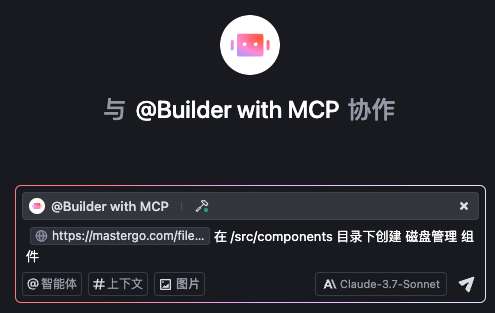 与 @Builder with MCP 协作
@Builder with MCP
https://mastergo.com/file... 在 /src/components 目录下创建 磁盘管理 组
件
@智能体 #上下文 图片 Claude-3.7-Sonnet